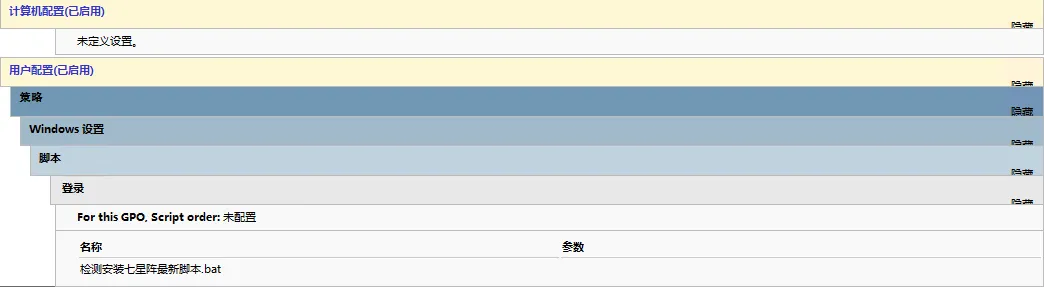 计算机配置(已启用)
隐藏
未定义设置。
用户配置(已启用)
隐藏
策略
隐藏
Windows 设置
隐藏
脚本
隐藏
登录
隐藏
For this GPO, Script order: 未配置
名称 参数
检测安装七星阵最新脚本.bat